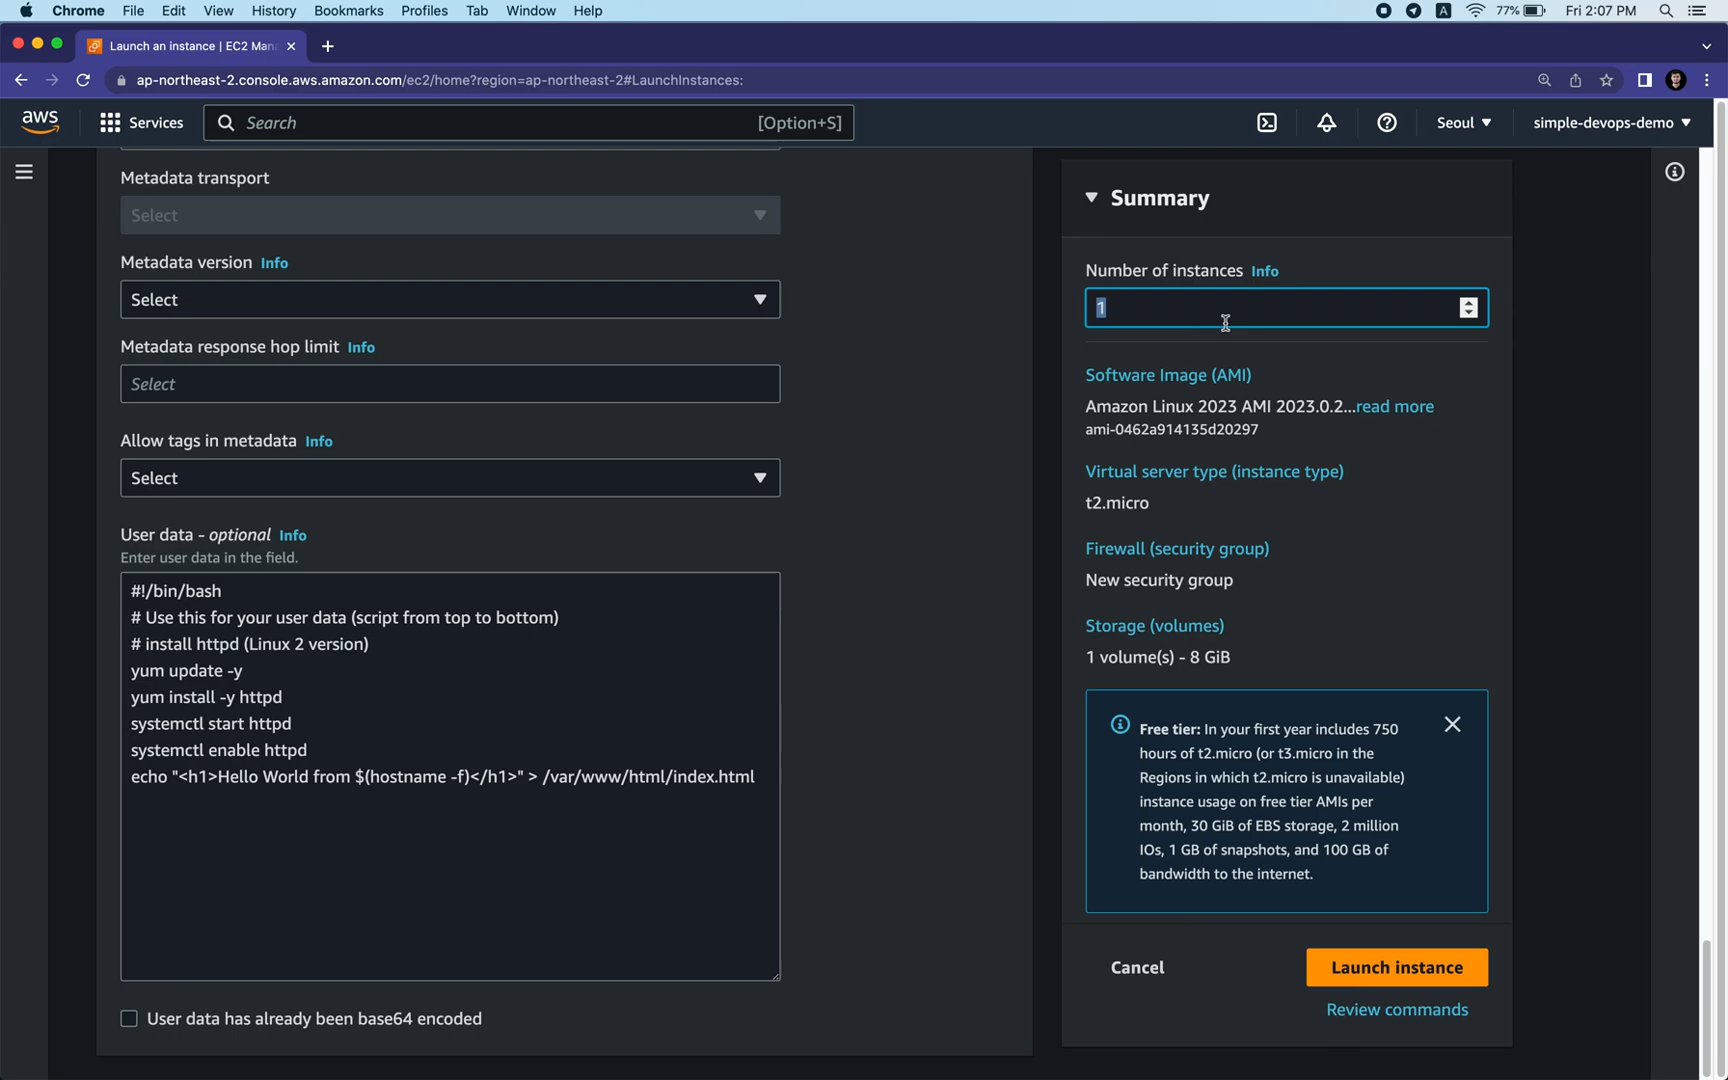 Chrome File Edit View History Bookmarks Profiles Tab Window Help A 77% Fri 2:07 PM
Launch an instance | EC2 Man
ap-northeast-2.console.aws.amazon.com/ec2/home?region=ap-northeast-2#LaunchInstances:
aws Services Search [Option+S] Seoul simple-devops-demo
Metadata transport
Select
Metadata version Info
Select
Metadata response hop limit Info
Select
Allow tags in metadata Info
Select
User data - optional Info
Enter user data in the field.
#!/bin/bash
# Use this for your user data (script from top to bottom)
# install httpd (Linux 2 version)
yum update -y
yum install -y httpd
systemctl start httpd
systemctl enable httpd
echo "<h1>Hello World from $(hostname -f)</h1>" > /var/www/html/index.html
User data has already been base64 encoded
Summary
Number of instances Info
1
Software Image (AMI)
Amazon Linux 2023 AMI 2023.0.2...read more
ami-0462a914135d20297
Virtual server type (instance type)
t2.micro
Firewall (security group)
New security group
Storage (volumes)
1 volume(s) - 8 GiB
Free tier: In your first year includes 750
hours of t2.micro (or t3.micro in the
Regions in which t2.micro is unavailable)
instance usage on free tier AMIs per
month, 30 GiB of EBS storage, 2 million
IOs, 1 GB of snapshots, and 100 GB of
bandwidth to the internet.
Cancel Launch instance
Review commands